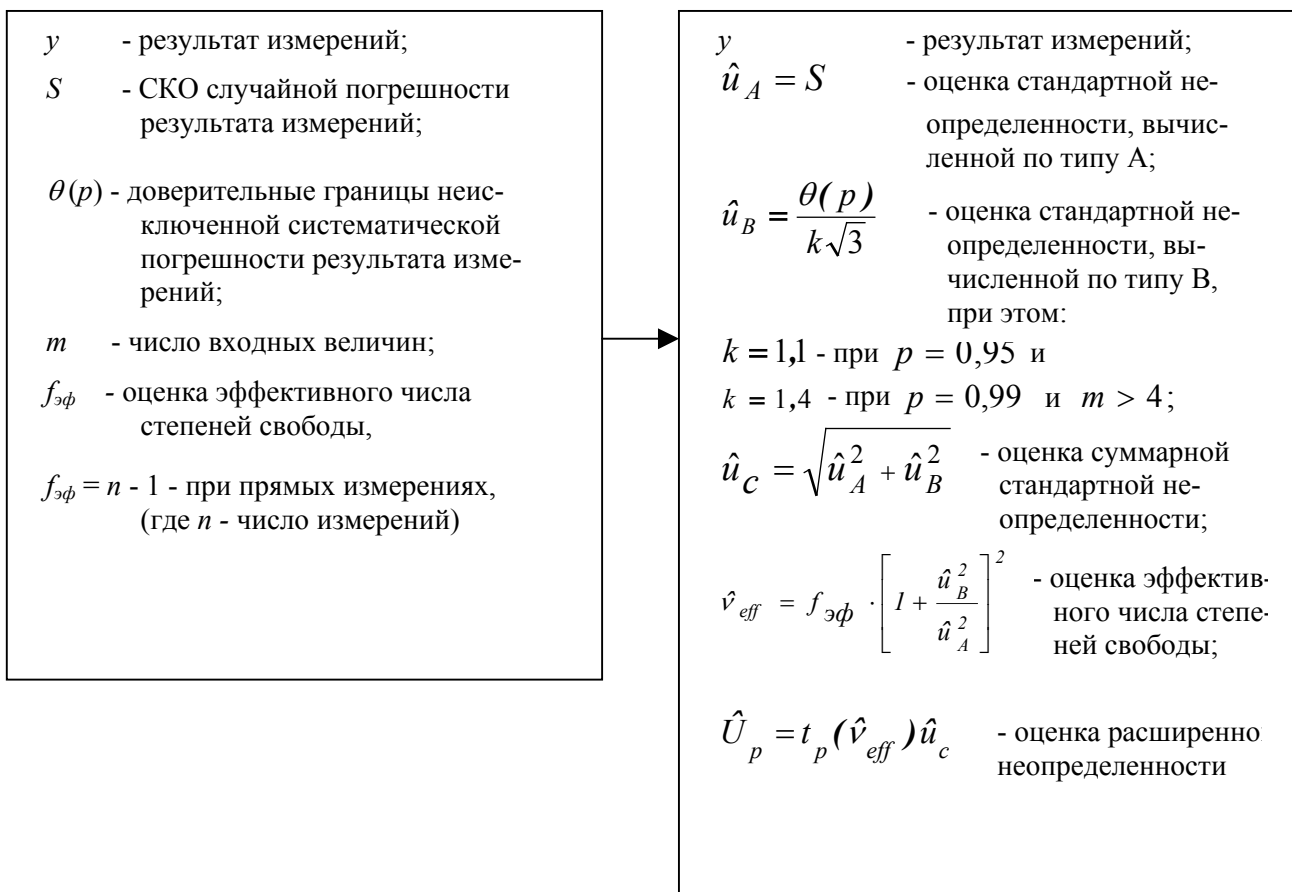 y - результат измерений;
S - СКО случайной погрешности
результата измерений;
θ(p) - доверительные границы неис-
ключенной систематической
погрешности результата изме-
рений;
m - число входных величин;
fэф - оценка эффективного числа
степеней свободы,
fэф = n - 1 - при прямых измерениях,
(где n - число измерений)
y - результат измерений;
û_A = S - оценка стандартной не-
определенности, вычис-
ленной по типу А;
û_B = θ(p) / k√3 - оценка стандартной не-
определенности, вы-
численной по типу В,
при этом:
k = 1,1 - при p = 0,95 и
k = 1,4 - при p = 0,99 и m > 4;
û_C = √(û²_A + û²_B) - оценка суммарной
стандартной не-
определенности;
ν̂_eff = fэф · [1 + û²_B / û²_A]² - оценка эффектив-
ного числа степе-
ней свободы;
Û_p = t_p(ν̂_eff)û_c - оценка расширенно
неопределенности